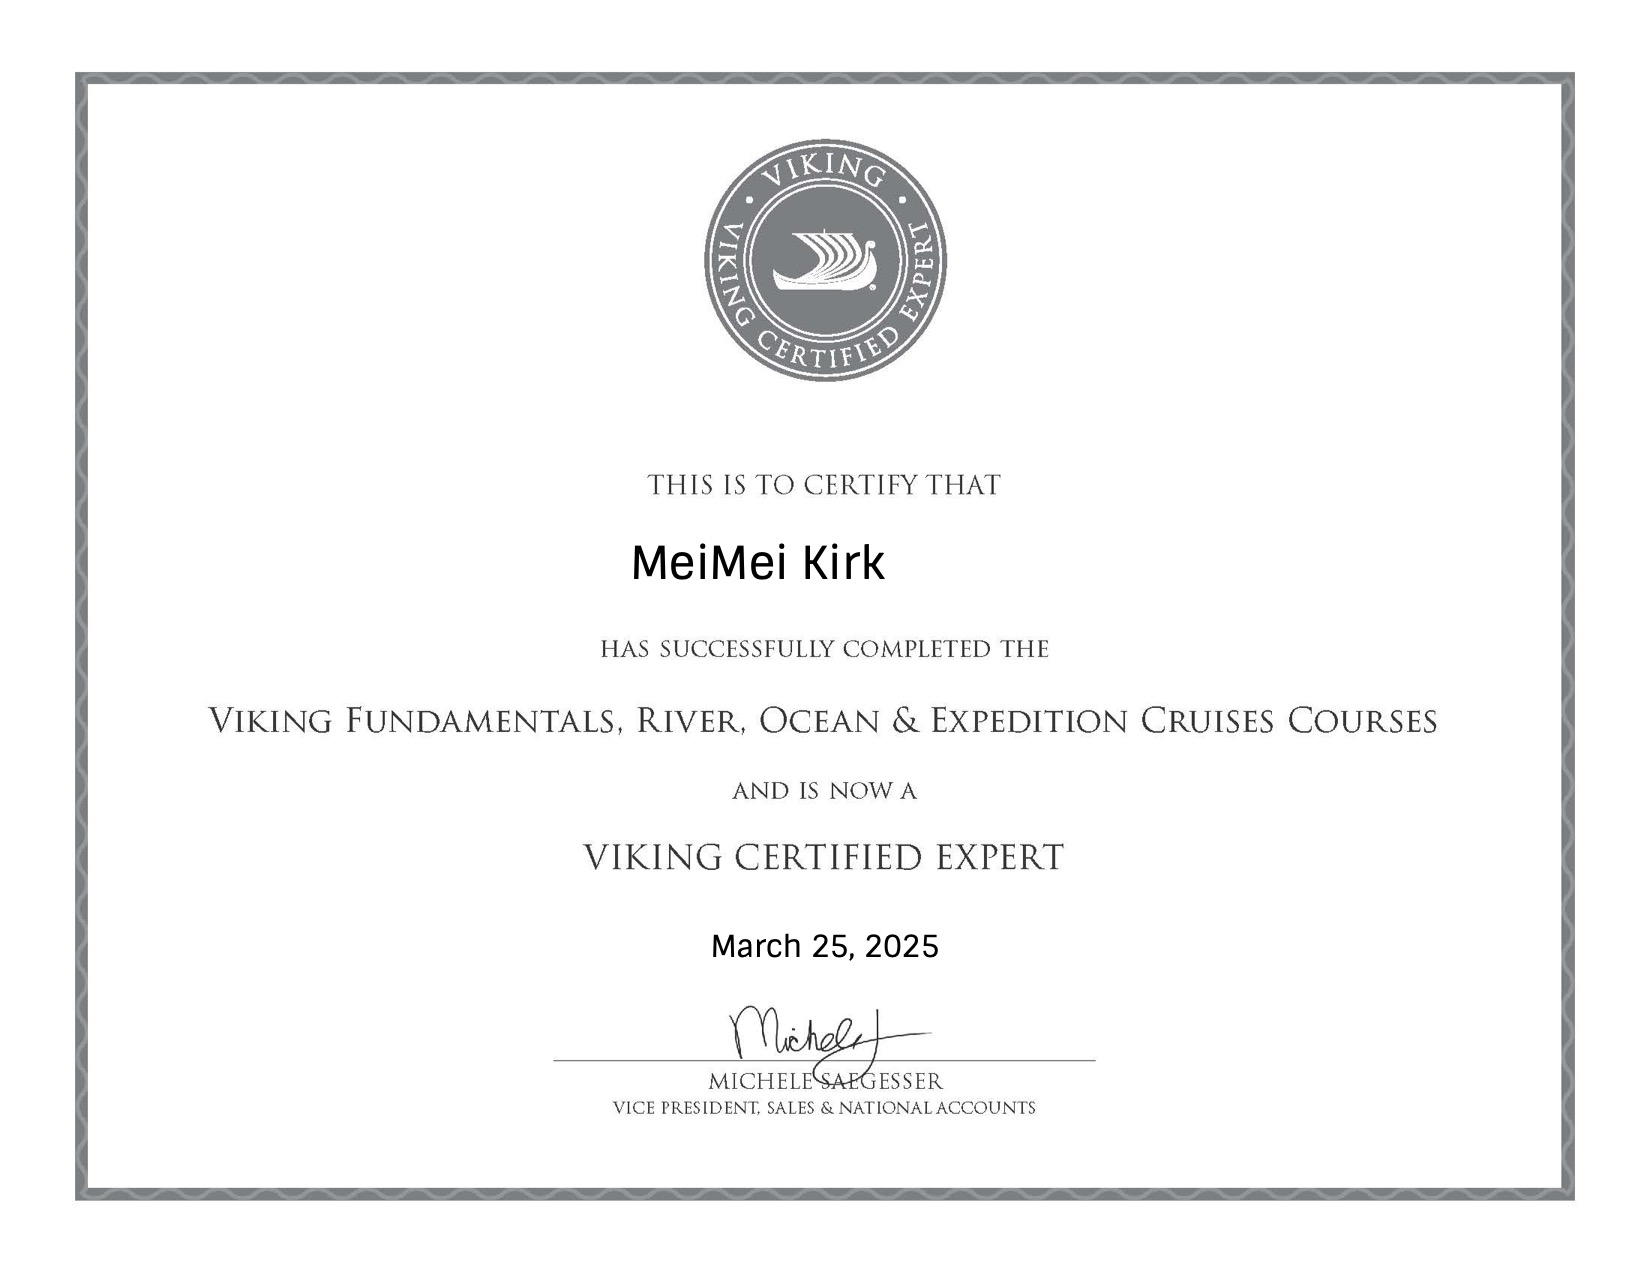 VIKING
VIKING CERTIFIED EXPERT
THIS IS TO CERTIFY THAT
MeiMei Kirk
HAS SUCCESSFULLY COMPLETED THE
VIKING FUNDAMENTALS, RIVER, OCEAN & EXPEDITION CRUISES COURSES
AND IS NOW A
VIKING CERTIFIED EXPERT
March 25, 2025
Michele
MICHELE SAEGESSER
VICE PRESIDENT, SALES & NATIONAL ACCOUNTS